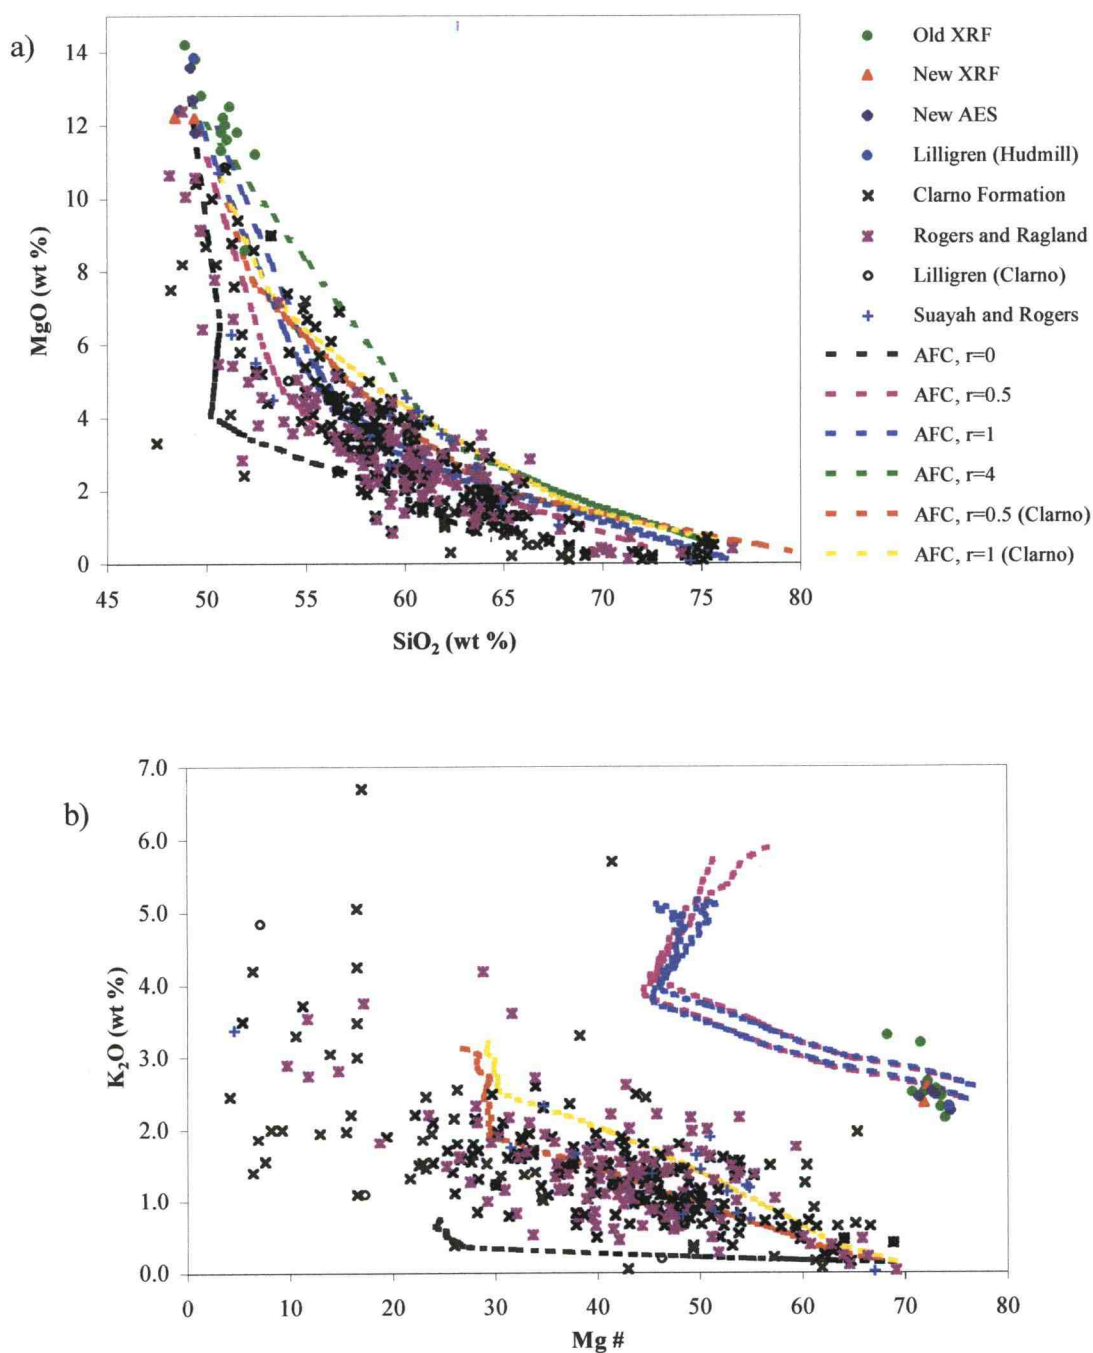 a)
MgO (wt %)
14
12
10
8
6
4
2
0
45 50 55 60 65 70 75 80
SiO₂ (wt %)
Old XRF
New XRF
New AES
Lilligren (Hudmill)
Clarno Formation
Rogers and Ragland
Lilligren (Clarno)
Suayah and Rogers
AFC, r=0
AFC, r=0.5
AFC, r=1
AFC, r=4
AFC, r=0.5 (Clarno)
AFC, r=1 (Clarno)
b)
K₂O (wt %)
7.0
6.0
5.0
4.0
3.0
2.0
1.0
0.0
0 10 20 30 40 50 60 70 80
Mg #